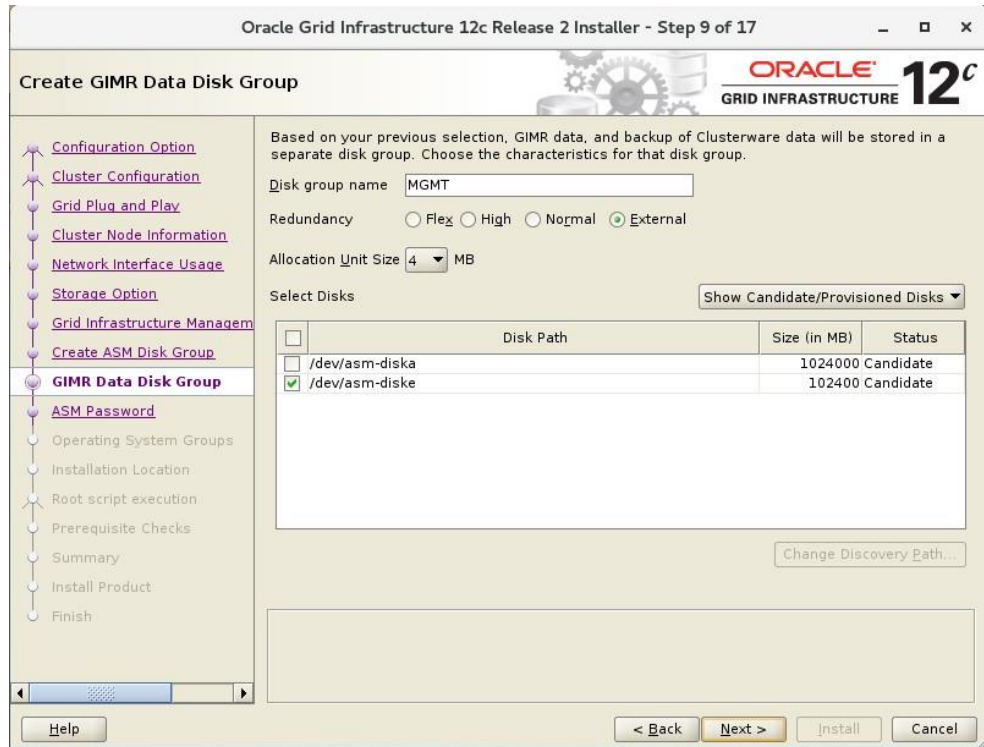 Oracle Grid Infrastructure 12c Release 2 Installer - Step 9 of 17
Create GIMR Data Disk Group
ORACLE
GRID INFRASTRUCTURE
12c
Configuration Option
Cluster Configuration
Grid Plug and Play
Cluster Node Information
Network Interface Usage
Storage Option
Grid Infrastructure Managem
Create ASM Disk Group
GIMR Data Disk Group
ASM Password
Operating System Groups
Installation Location
Root script execution
Prerequisite Checks
Summary
Install Product
Finish
Based on your previous selection, GIMR data, and backup of Clusterware data will be stored in a
separate disk group. Choose the characteristics for that disk group.
Disk group name MGMT
Redundancy Flex High Normal External
Allocation Unit Size 4 MB
Select Disks Show Candidate/Provisioned Disks
Disk Path Size (in MB) Status
/dev/asm-diska 1024000 Candidate
/dev/asm-diske 102400 Candidate
Change Discovery Path...
Help < Back Next > Install Cancel